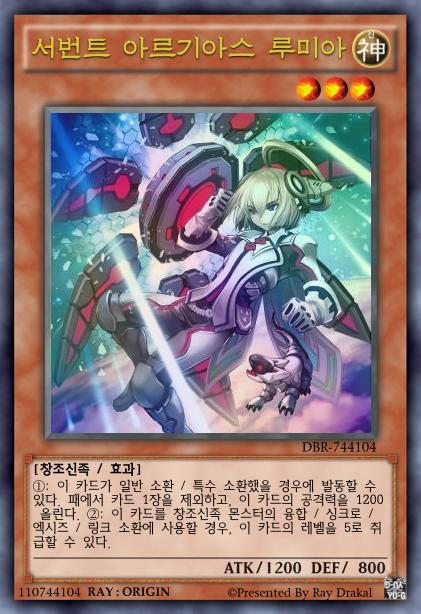 서번트 아르기아스 루미아
신
神
DBR-744104
[창조신족 / 효과]
①: 이 카드가 일반 소환 / 특수 소환했을 경우에 발동할 수
있다. 패에서 카드 1장을 제외하고, 이 카드의 공격력을 1200
올린다. ②: 이 카드를 창조신족 몬스터의 융합 / 싱크로 /
엑시즈 / 링크 소환에 사용할 경우, 이 카드의 레벨을 5로 취
급할 수 있다.
ATK/1200 DEF/ 800
110744104 RAY : ORIGIN ©Presented By Ray Drakal